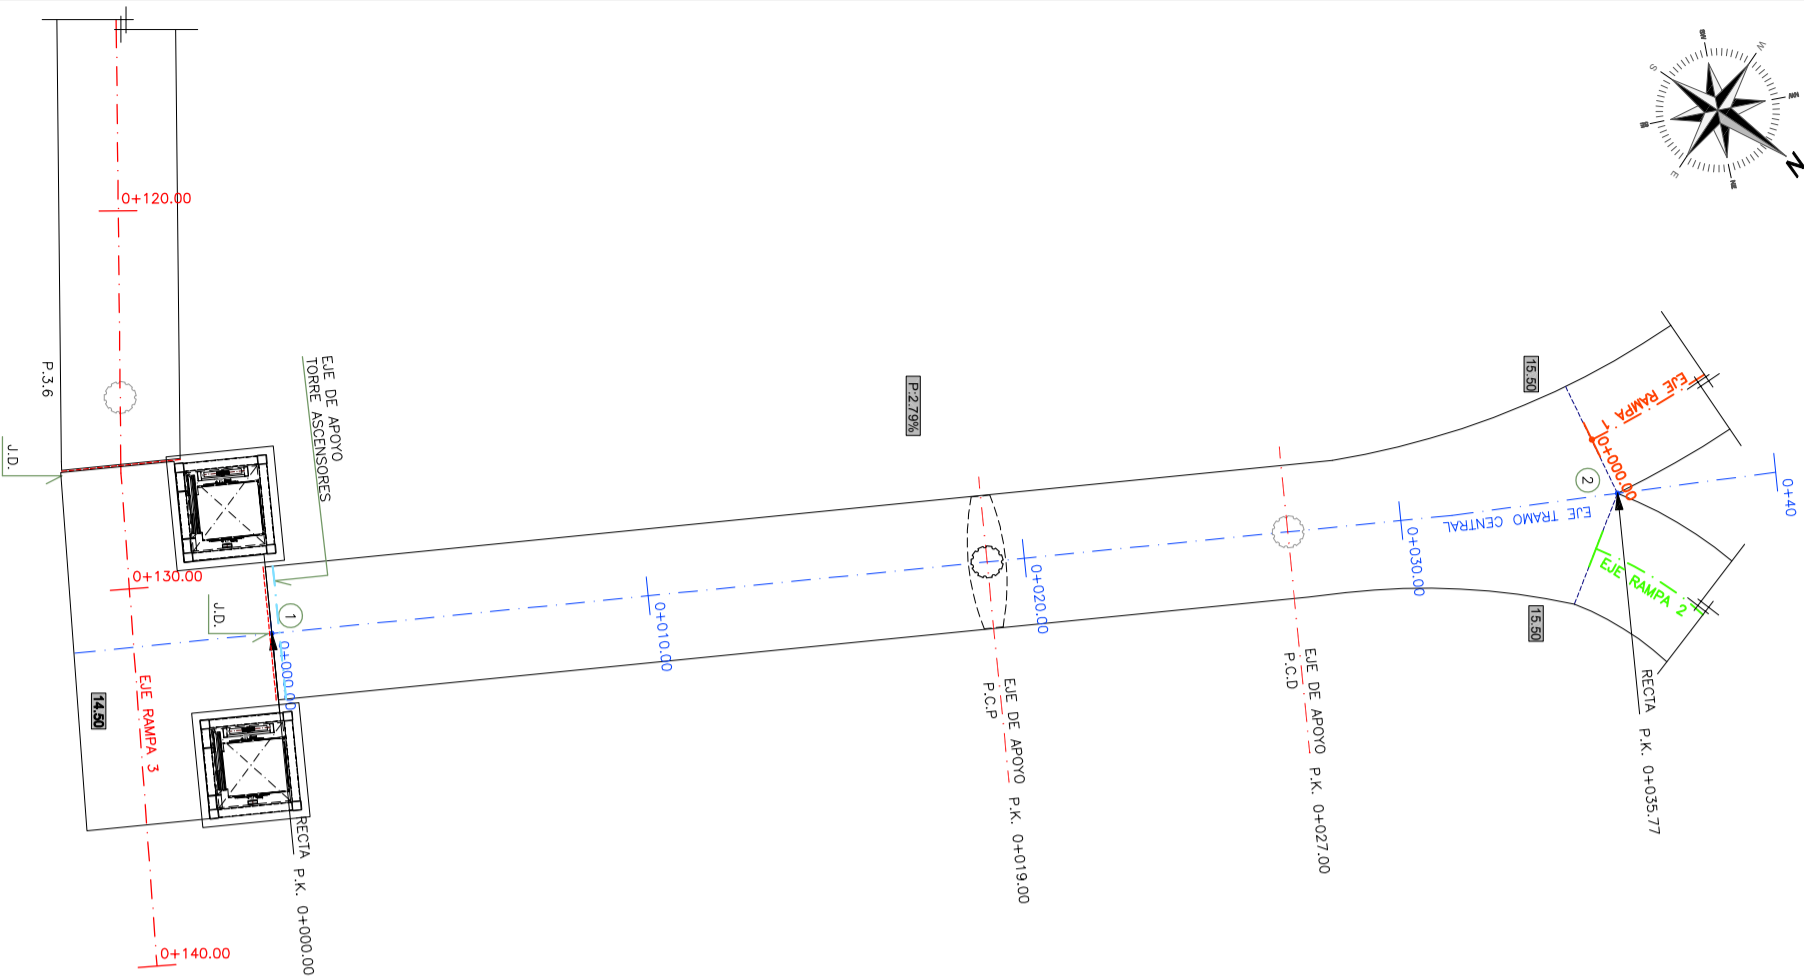 0+120.00
P.3.6
J.D.
EJE DE APOYO
TORRE ASCENSORES
0+130.00
J.D.
1
0+000.00
14.50
EJE RAMPA 3
0+140.00
RECTA P.K. 0+000.00
0+010.00
P:2.79%
0+020.00
EJE DE APOYO P.K. 0+019.00
P.C.P
EJE DE APOYO P.K. 0+027.00
P.C.D
0+030.00
EJE TRAMO CENTRAL
15.50
15.50
2
EJE RAMPA 1
0+000.00
EJE RAMPA 2
0+40
RECTA P.K. 0+035.77
N
NE
E
S
SW
W
NW